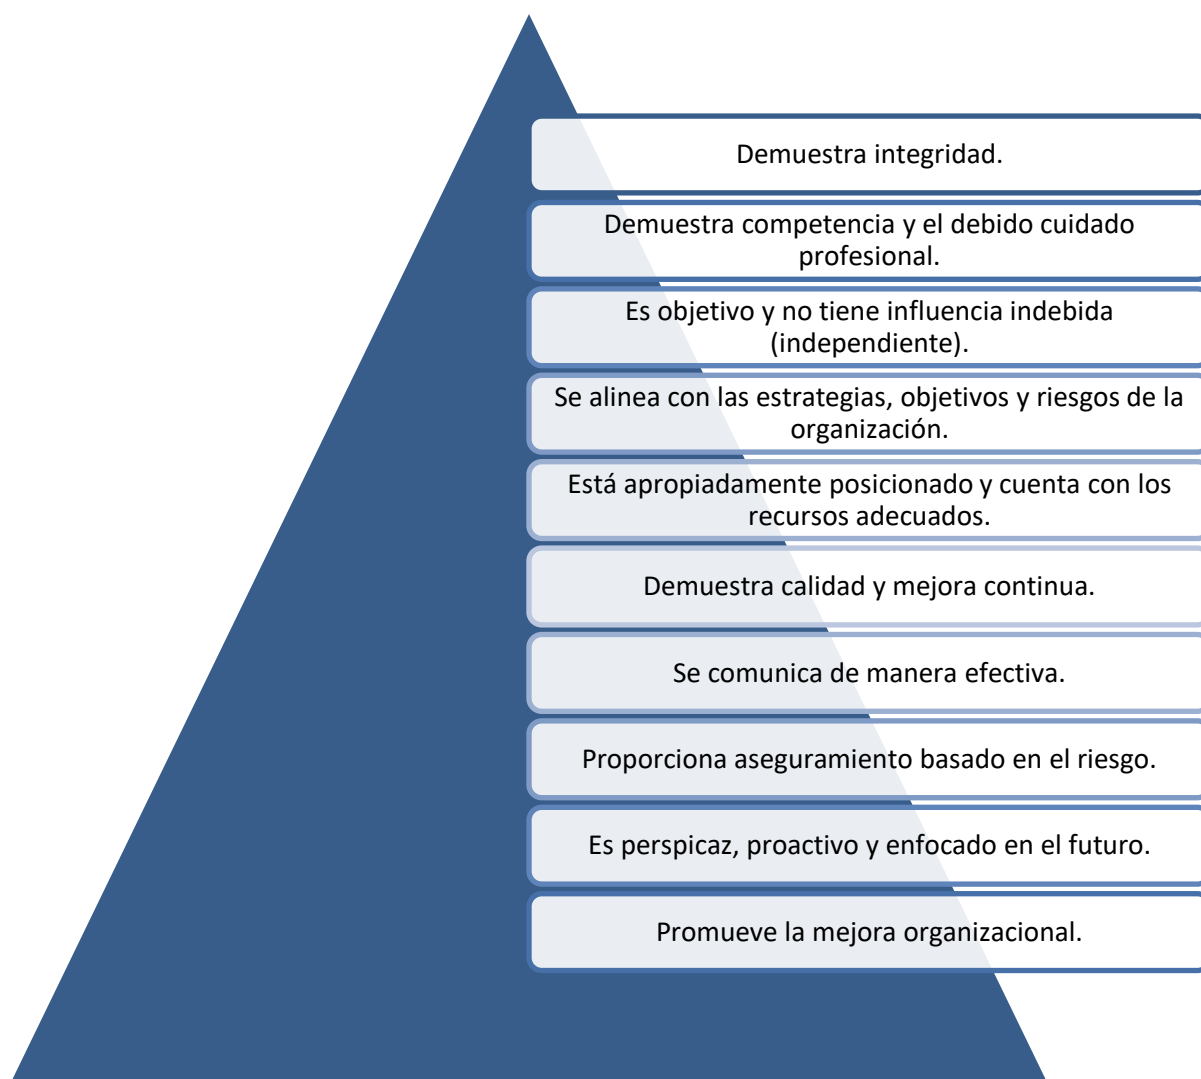 Demuestra integridad.
Demuestra competencia y el debido cuidado
profesional.
Es objetivo y no tiene influencia indebida
(independiente).
Se alinea con las estrategias, objetivos y riesgos de la
organización.
Está apropiadamente posicionado y cuenta con los
recursos adecuados.
Demuestra calidad y mejora continua.
Se comunica de manera efectiva.
Proporciona aseguramiento basado en el riesgo.
Es perspicaz, proactivo y enfocado en el futuro.
Promueve la mejora organizacional.